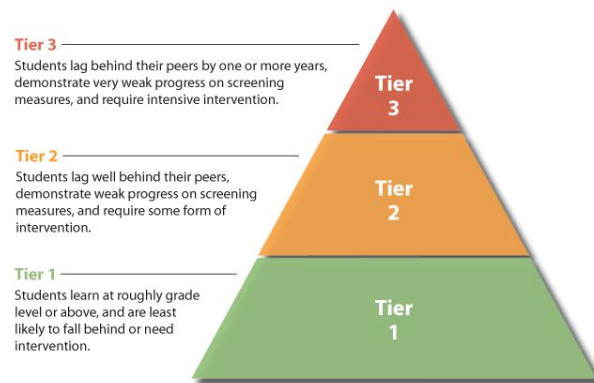 Tier 3
Students lag behind their peers by one or more years,
demonstrate very weak progress on screening
measures, and require intensive intervention.
Tier
3
Tier 2
Students lag well behind their peers,
demonstrate weak progress on screening
measures, and require some form of
intervention.
Tier
2
Tier 1
Students learn at roughly grade
level or above, and are least
likely to fall behind or need
intervention.
Tier
1